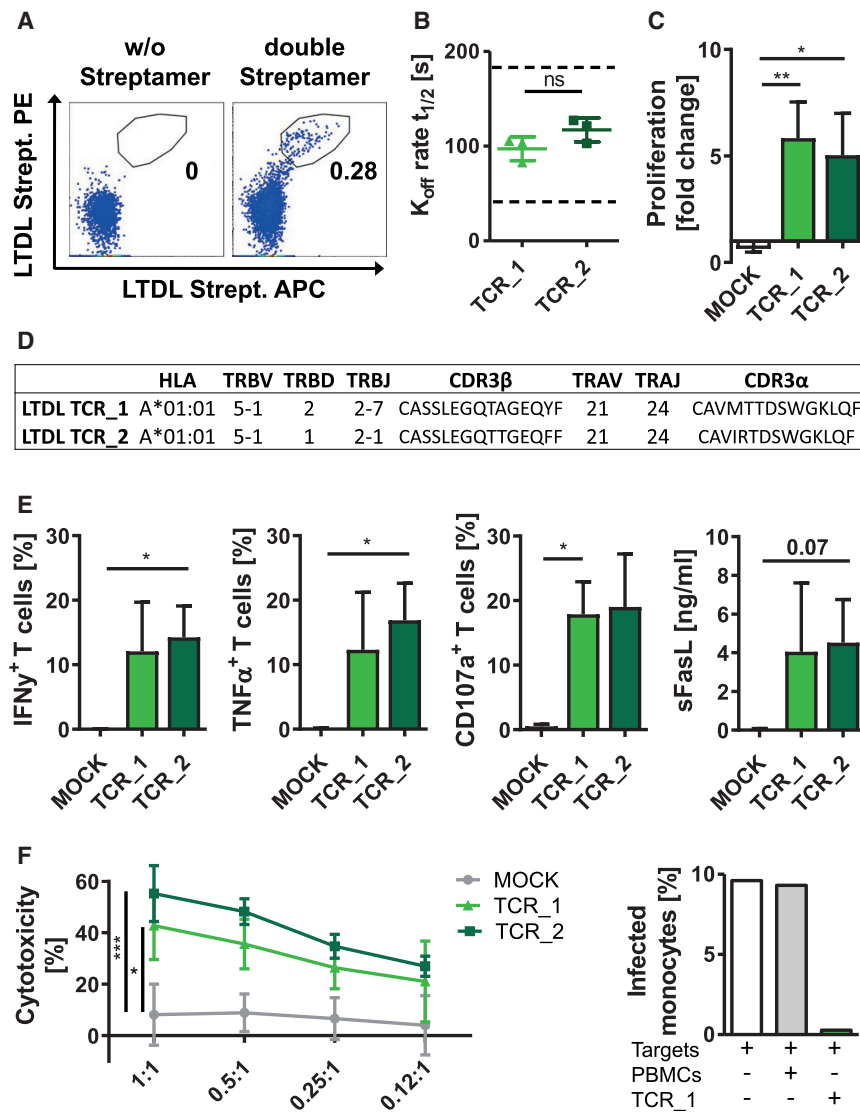 A
w/o
Streptamer
double
Streptamer
LTDL Strept. PE
0
0.28
LTDL Strept. APC
B
Koff rate t1/2 [s]
200
100
0
ns
TCR_1
TCR_2
C
Proliferation
[fold change]
10
5
0
*
**
MOCK
TCR_1
TCR_2
D
HLA TRBV TRBD TRBJ CDR3β TRAV TRAJ CDR3α
LTDL TCR_1 A*01:01 5-1 2 2-7 CASSLEGQTAGEQYF 21 24 CAVMTTDSWGKLQF
LTDL TCR_2 A*01:01 5-1 1 2-1 CASSLEGQTTGEQFF 21 24 CAVIRTDSWGKLQF
E
IFNy+ T cells [%]
30
20
10
0
*
MOCK
TCR_1
TCR_2
TNFα+ T cells [%]
30
20
10
0
*
MOCK
TCR_1
TCR_2
CD107a+ T cells [%]
30
20
10
0
*
MOCK
TCR_1
TCR_2
sFasL [ng/ml]
10
8
6
4
2
0
0.07
MOCK
TCR_1
TCR_2
F
Cytotoxicity
[%]
60
40
20
0
***
*
1:1
0.5:1
0.25:1
0.12:1
MOCK
TCR_1
TCR_2
Infected
monocytes [%]
10
5
0
Targets + + +
PBMCs - + -
TCR_1 - - +